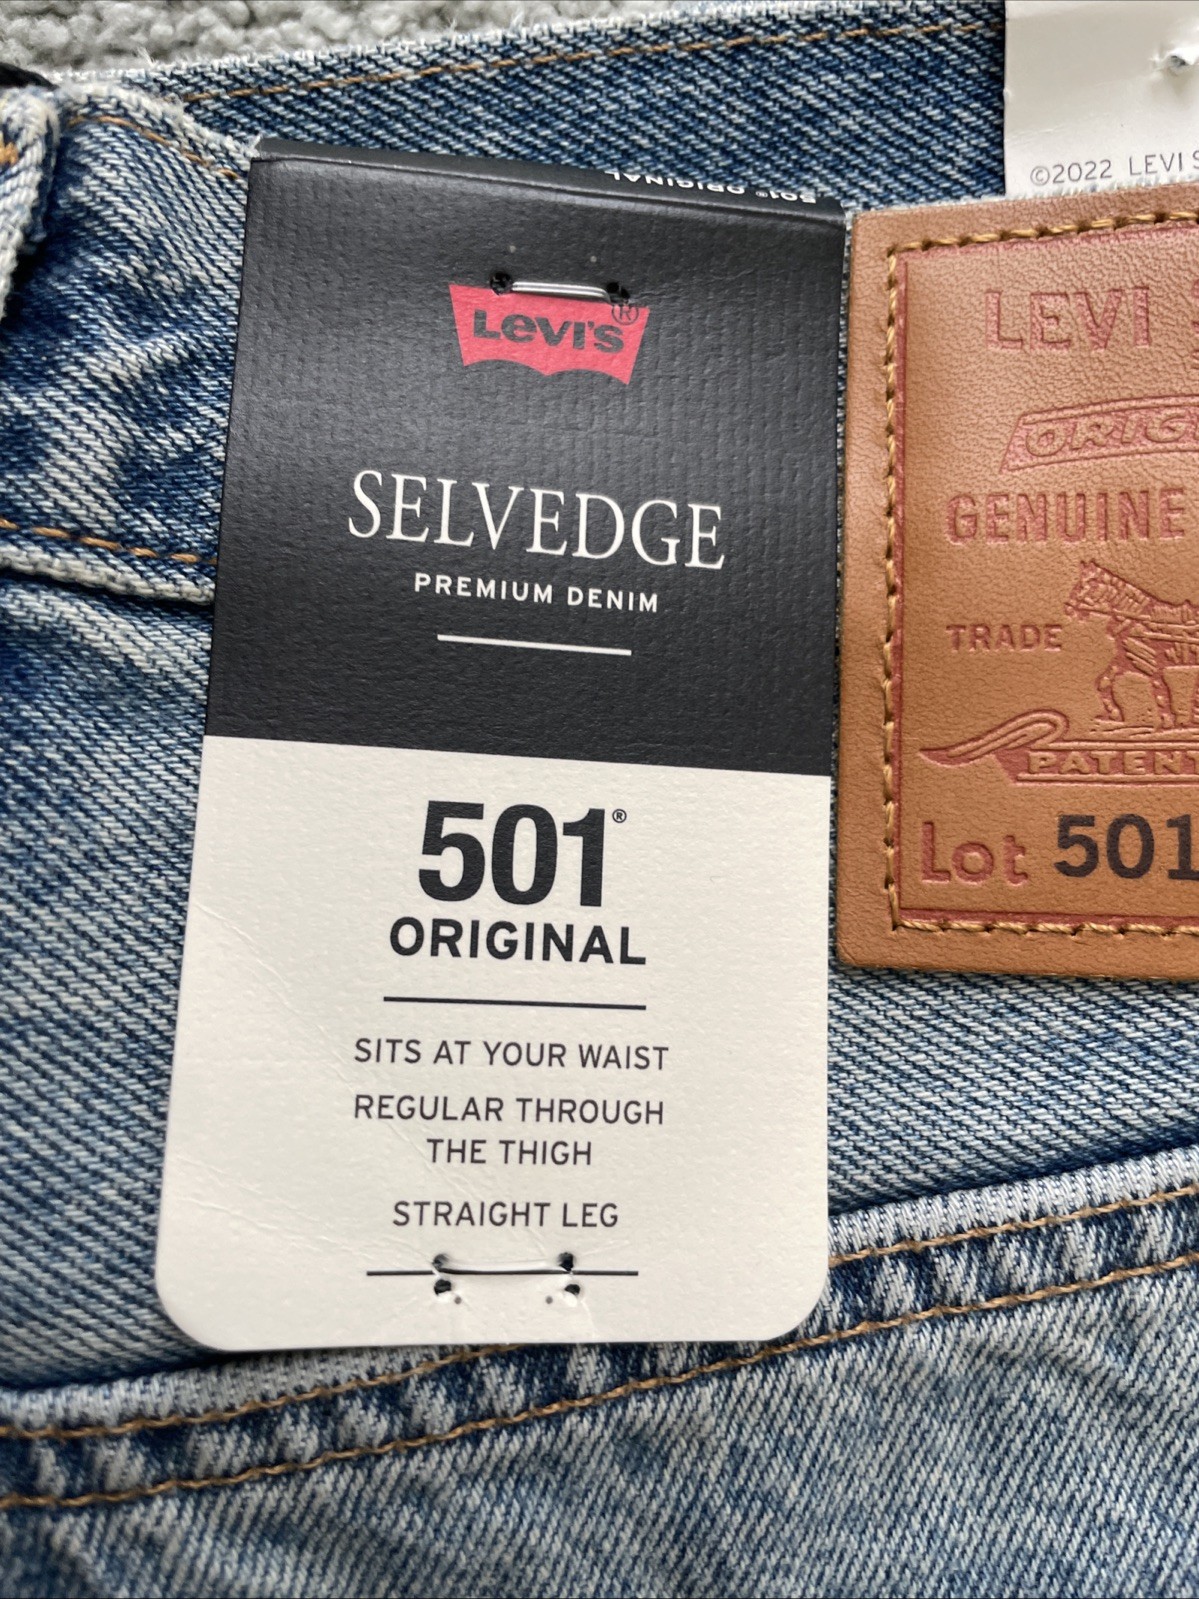 501® ORIGINAL
©2022 LEVI S
LEVI'S®
SELVEDGE
PREMIUM DENIM
501®
ORIGINAL
SITS AT YOUR WAIST
REGULAR THROUGH
THE THIGH
STRAIGHT LEG
LEVI
GENUINE
TRADE
PATENT
Lot 501